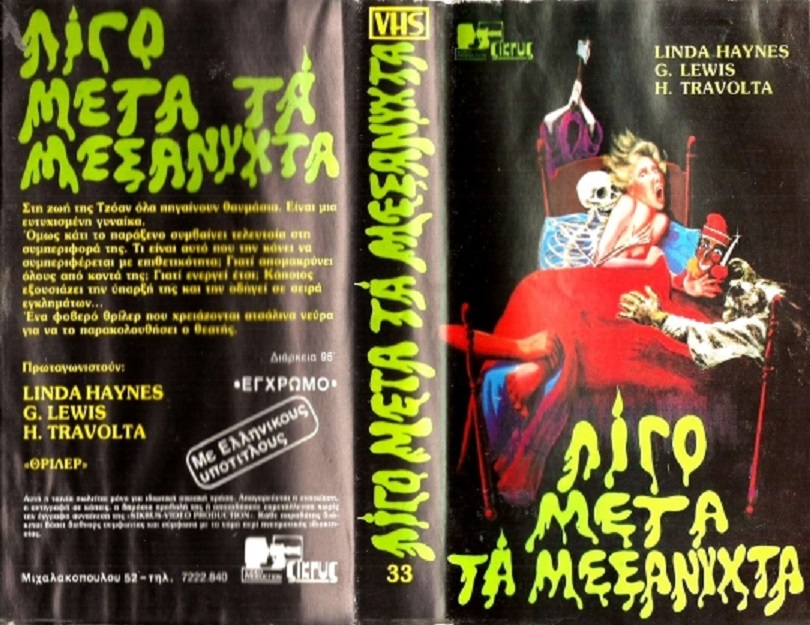 ΛΙΓΟ
ΜΕΤΑ ΤΑ
ΜΕΣΑΝΥΧΤΑ
Στη ζωή της Τζόαν όλα πηγαίνουν θαυμάσια. Είναι μια
ευτυχισμένη γυναίκα.
Όμως κάτι το παράξενο συμβαίνει τελευταία στη
συμπεριφορά της. Τι είναι αυτό που την κάνει να
συμπεριφέρεται με επιθετικότητα; Γιατί απομακρύνει
όλους από κοντά της; Γιατί ενεργεί έτσι; Κάποιος
εξουσιάζει την ύπαρξή της και την οδηγεί σε σειρά
εγκλημάτων...
Ένα φοβερό θρίλερ που χρειάζονται ατσάλινα νεύρα
για να το παρακολουθήσει ο θεατής.
Πρωταγωνιστούν:
Διάρκεια 95'
•ΕΓΧΡΩΜΟ•
LINDA HAYNES
G. LEWIS
H. TRAVOLTA
Με Ελληνικούς
υποτίτλους
«ΘΡΙΛΕΡ»
Μιχαλακοπούλου 52 – τηλ. 7222.840
ΣΙΚΡUC
VHS
ΛΙΓΟ ΜΕΤΑ ΤΑ ΜΕΣΑΝΥΧΤΑ
33
ΣΙΚΡUC
LINDA HAYNES
G. LEWIS
H. TRAVOLTA
ΛΙΓΟ
ΜΕΤΑ
ΤΑ ΜΕΣΑΝΥΧΤΑ